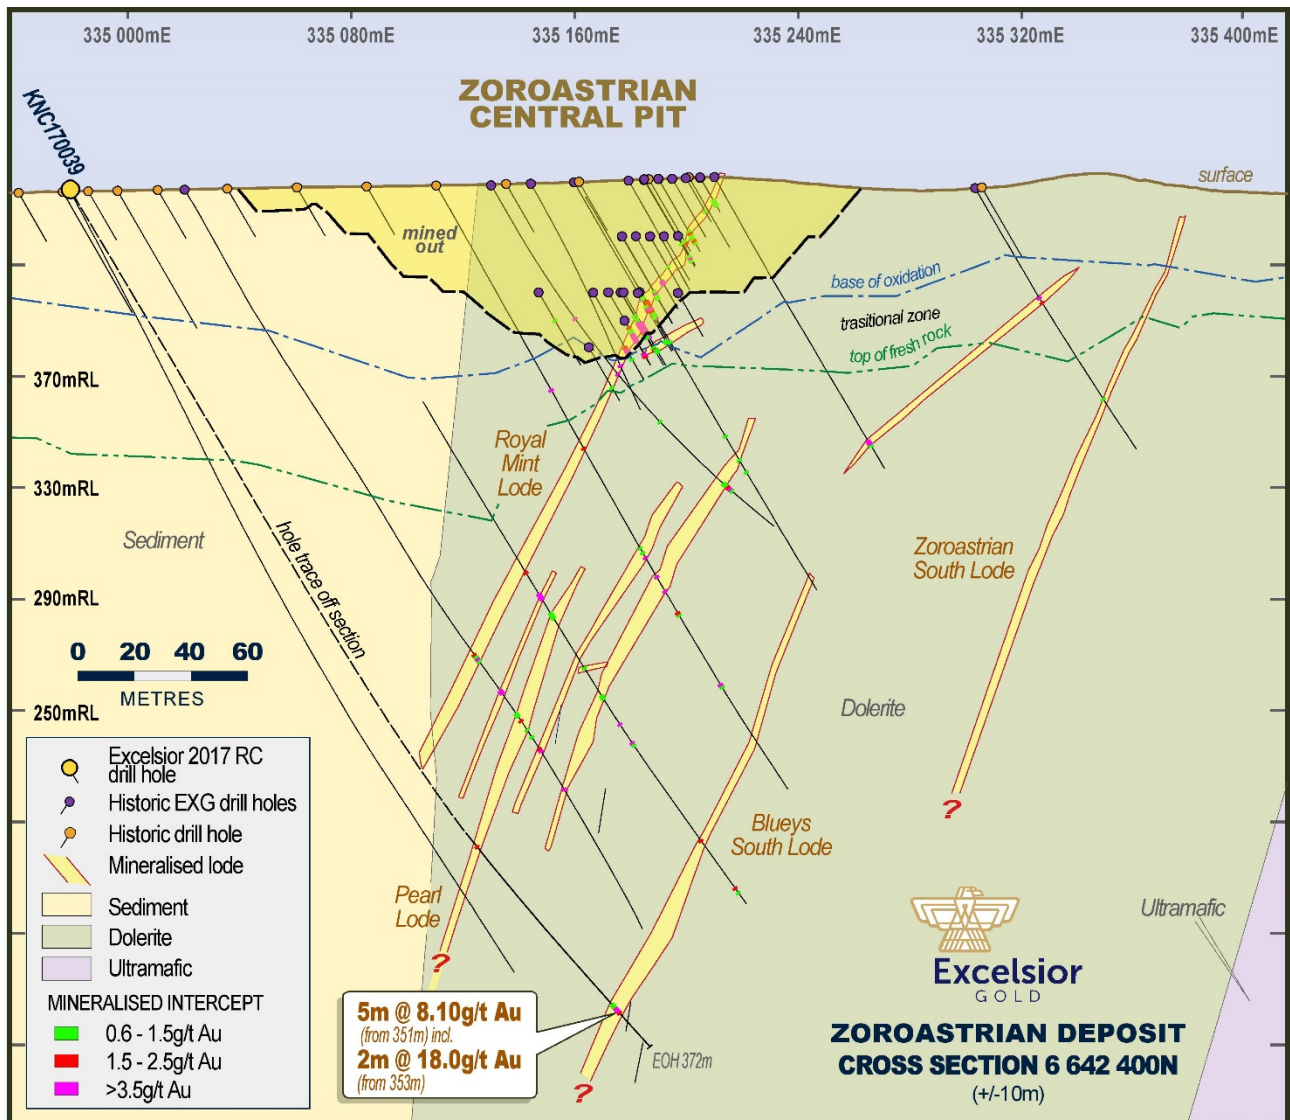 335 000mE
335 080mE
335 160mE
335 240mE
335 320mE
335 400mE
ZOROASTRIAN
CENTRAL PIT
KNC170039
surface
mined
out
base of oxidation
trasitional zone
top of fresh rock
370mRL
330mRL
290mRL
250mRL
Royal
Mint
Lode
Sediment
hole trace off section
Zoroastrian
South Lode
0 20 40 60
METRES
Dolerite
Blueys
South Lode
Pearl
Lode
Ultramafic
?
?
?
Excelsior 2017 RC
drill hole
Historic EXG drill holes
Historic drill hole
Mineralised lode
Sediment
Dolerite
Ultramafic
MINERALISED INTERCEPT
0.6 - 1.5g/t Au
1.5 - 2.5g/t Au
>3.5g/t Au
5m @ 8.10g/t Au
(from 351m) incl.
2m @ 18.0g/t Au
(from 353m)
EOH 372m
Excelsior
GOLD
ZOROASTRIAN DEPOSIT
CROSS SECTION 6 642 400N
(+/-10m)